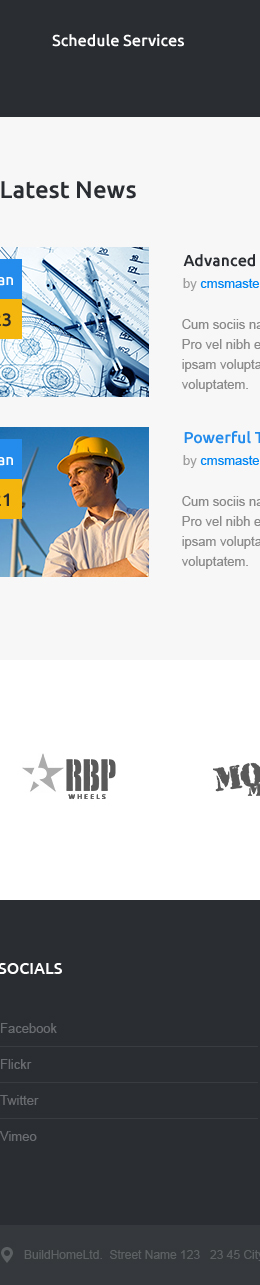 Schedule Services
Latest News
an
23
Advanced
by cmsmaste
Cum sociis na
Pro vel nibh e
ipsam volupta
voluptatem.
an
21
Powerful T
by cmsmaste
Cum sociis na
Pro vel nibh e
ipsam volupta
voluptatem.
RBP
WHEELS
MO
M
SOCIALS
Facebook
Flickr
Twitter
Vimeo
BuildHomeLtd. Street Name 123 23 45 City